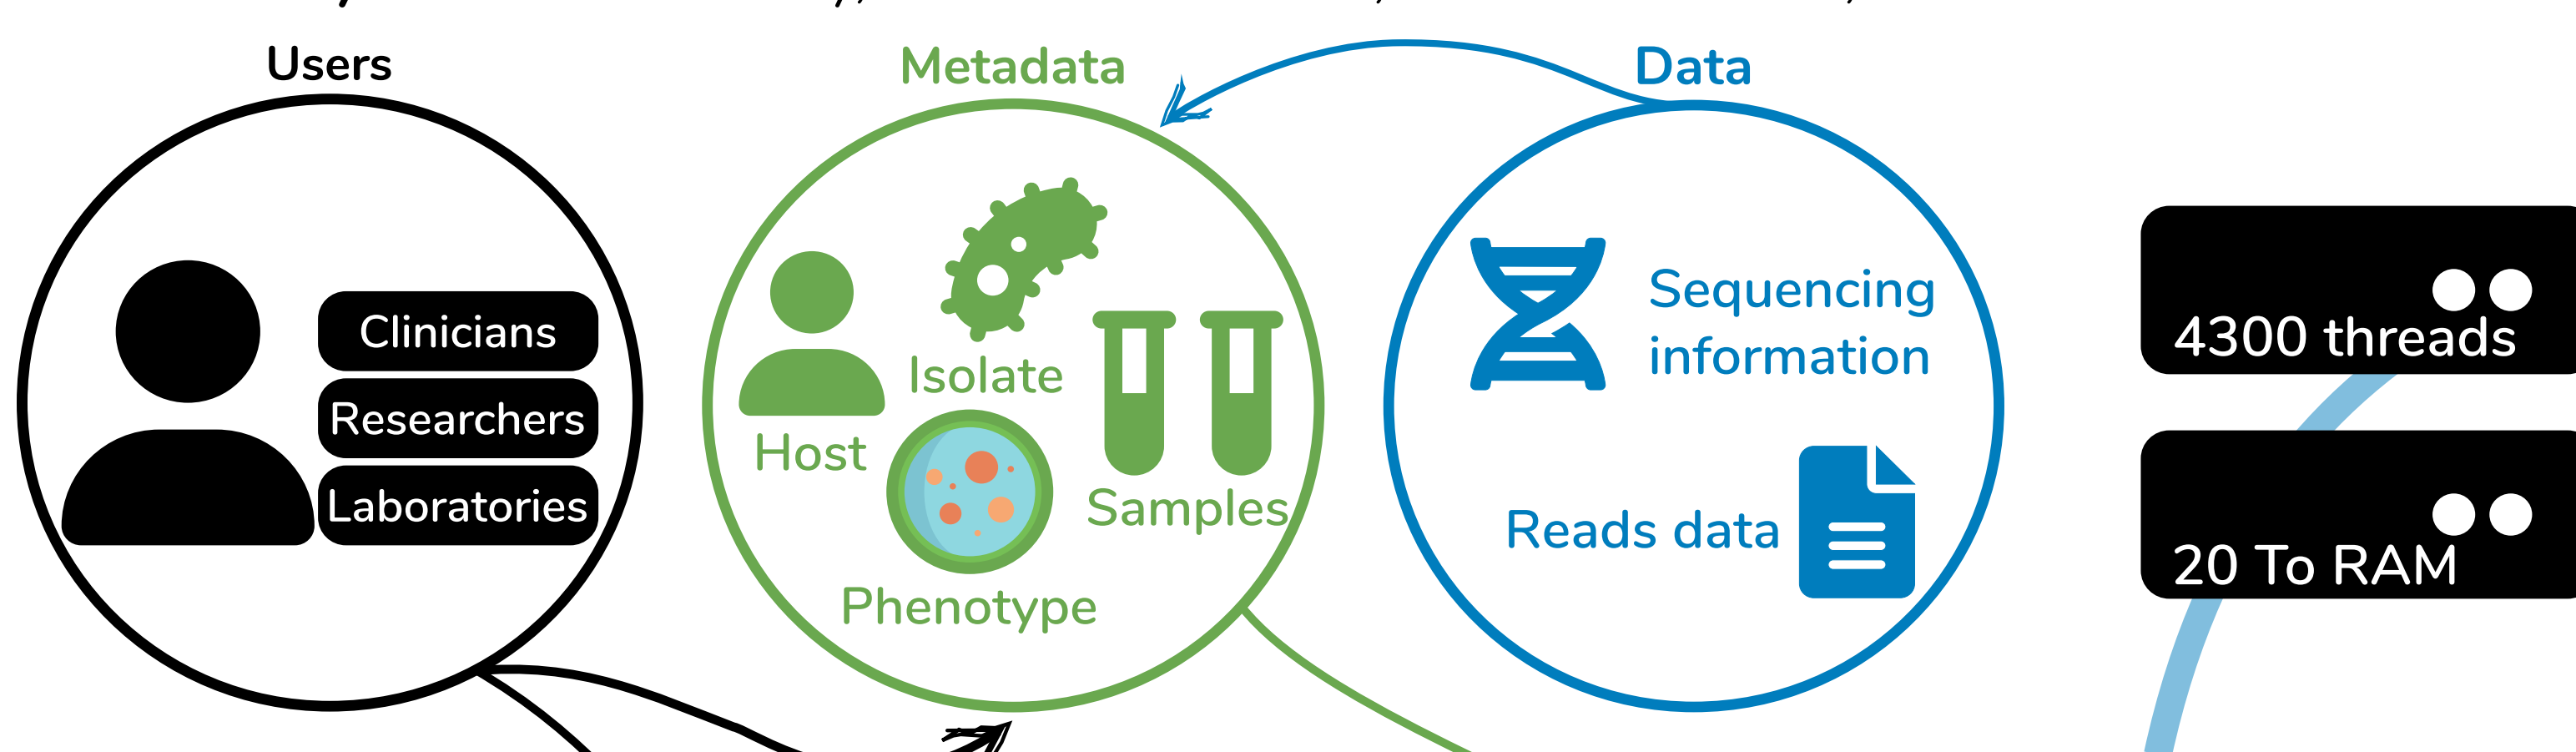 Users
Clinicians
Researchers
Laboratories
Metadata
Isolate
Host
Samples
Phenotype
Data
Sequencing
information
Reads data
4300 threads
20 To RAM